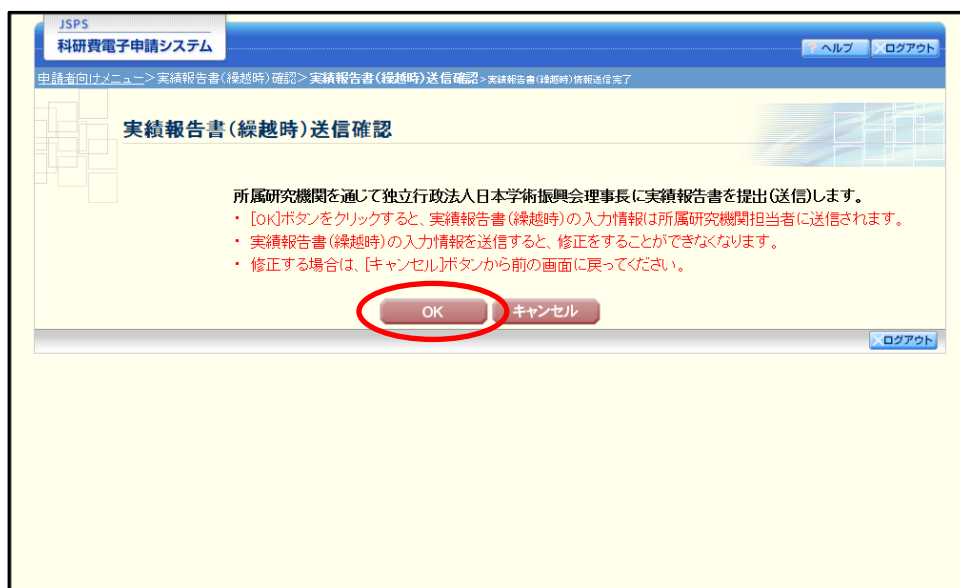 JSPS
科研費電子申請システム
? ヘルプ
ログアウト
申請者向けメニュー＞実績報告書（繰越時）確認＞実績報告書（繰越時）送信確認＞実績報告書（繰越時）情報送信完了
実績報告書（繰越時）送信確認
所属研究機関を通じて独立行政法人日本学術振興会理事長に実績報告書を提出（送信）します。
・ [OK]ボタンをクリックすると、実績報告書（繰越時）の入力情報は所属研究機関担当者に送信されます。
・ 実績報告書（繰越時）の入力情報を送信すると、修正をすることができなくなります。
・ 修正する場合は、[キャンセル]ボタンから前の画面に戻ってください。
OK
キャンセル
ログアウト